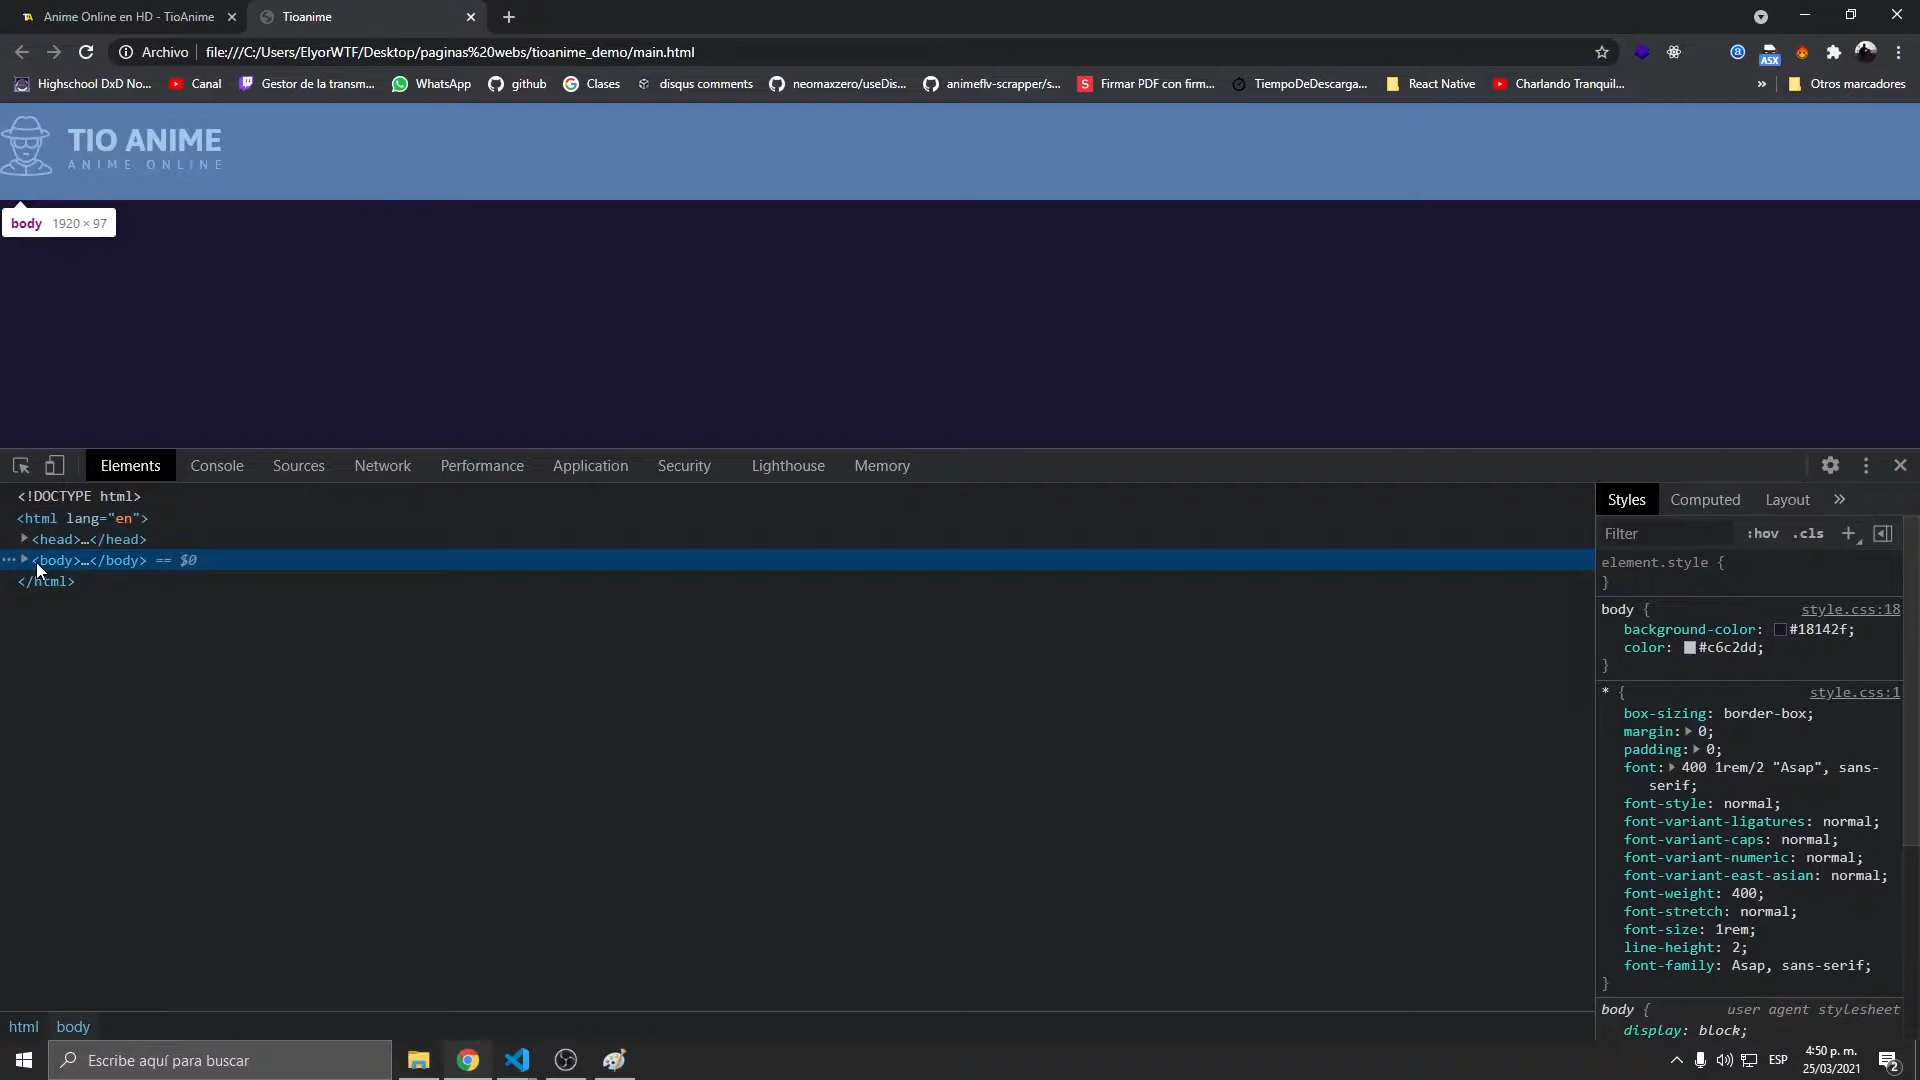 Anime Online en HD - TioAnime
Tioanime
Archivo
file:///C:/Users/ElyorWTF/Desktop/paginas%20webs/tioanime_demo/main.html
ASX
Highschool DxD No...
Canal
Gestor de la transm...
WhatsApp
github
Clases
disqus comments
neomaxzero/useDis...
animeflv-scrapper/s...
S
Firmar PDF con firm...
TiempoDeDescarga...
React Native
Charlando Tranquil...
»
Otros marcadores
TIO ANIME
ANIME ONLINE
body 1920 × 97
Elements
Console
Sources
Network
Performance
Application
Security
Lighthouse
Memory
<!DOCTYPE html>
<html lang="en">
<head>…</head>
<body>…</body> == $0
</html>
Styles
Computed
Layout
»
Filter
:hov
.cls
+
element.style {
}
body {
style.css:18
background-color: #18142f;
color: #c6c2dd;
}
* {
style.css:1
box-sizing: border-box;
margin: 0;
padding: 0;
font: 400 1rem/2 "Asap", sans-
serif;
font-style: normal;
font-variant-ligatures: normal;
font-variant-caps: normal;
font-variant-numeric: normal;
font-variant-east-asian: normal;
font-weight: 400;
font-stretch: normal;
font-size: 1rem;
line-height: 2;
font-family: Asap, sans-serif;
}
body {
user agent stylesheet
display: block;
html
body
Escribe aquí para buscar
ESP
4:50 p. m.
25/03/2021
2